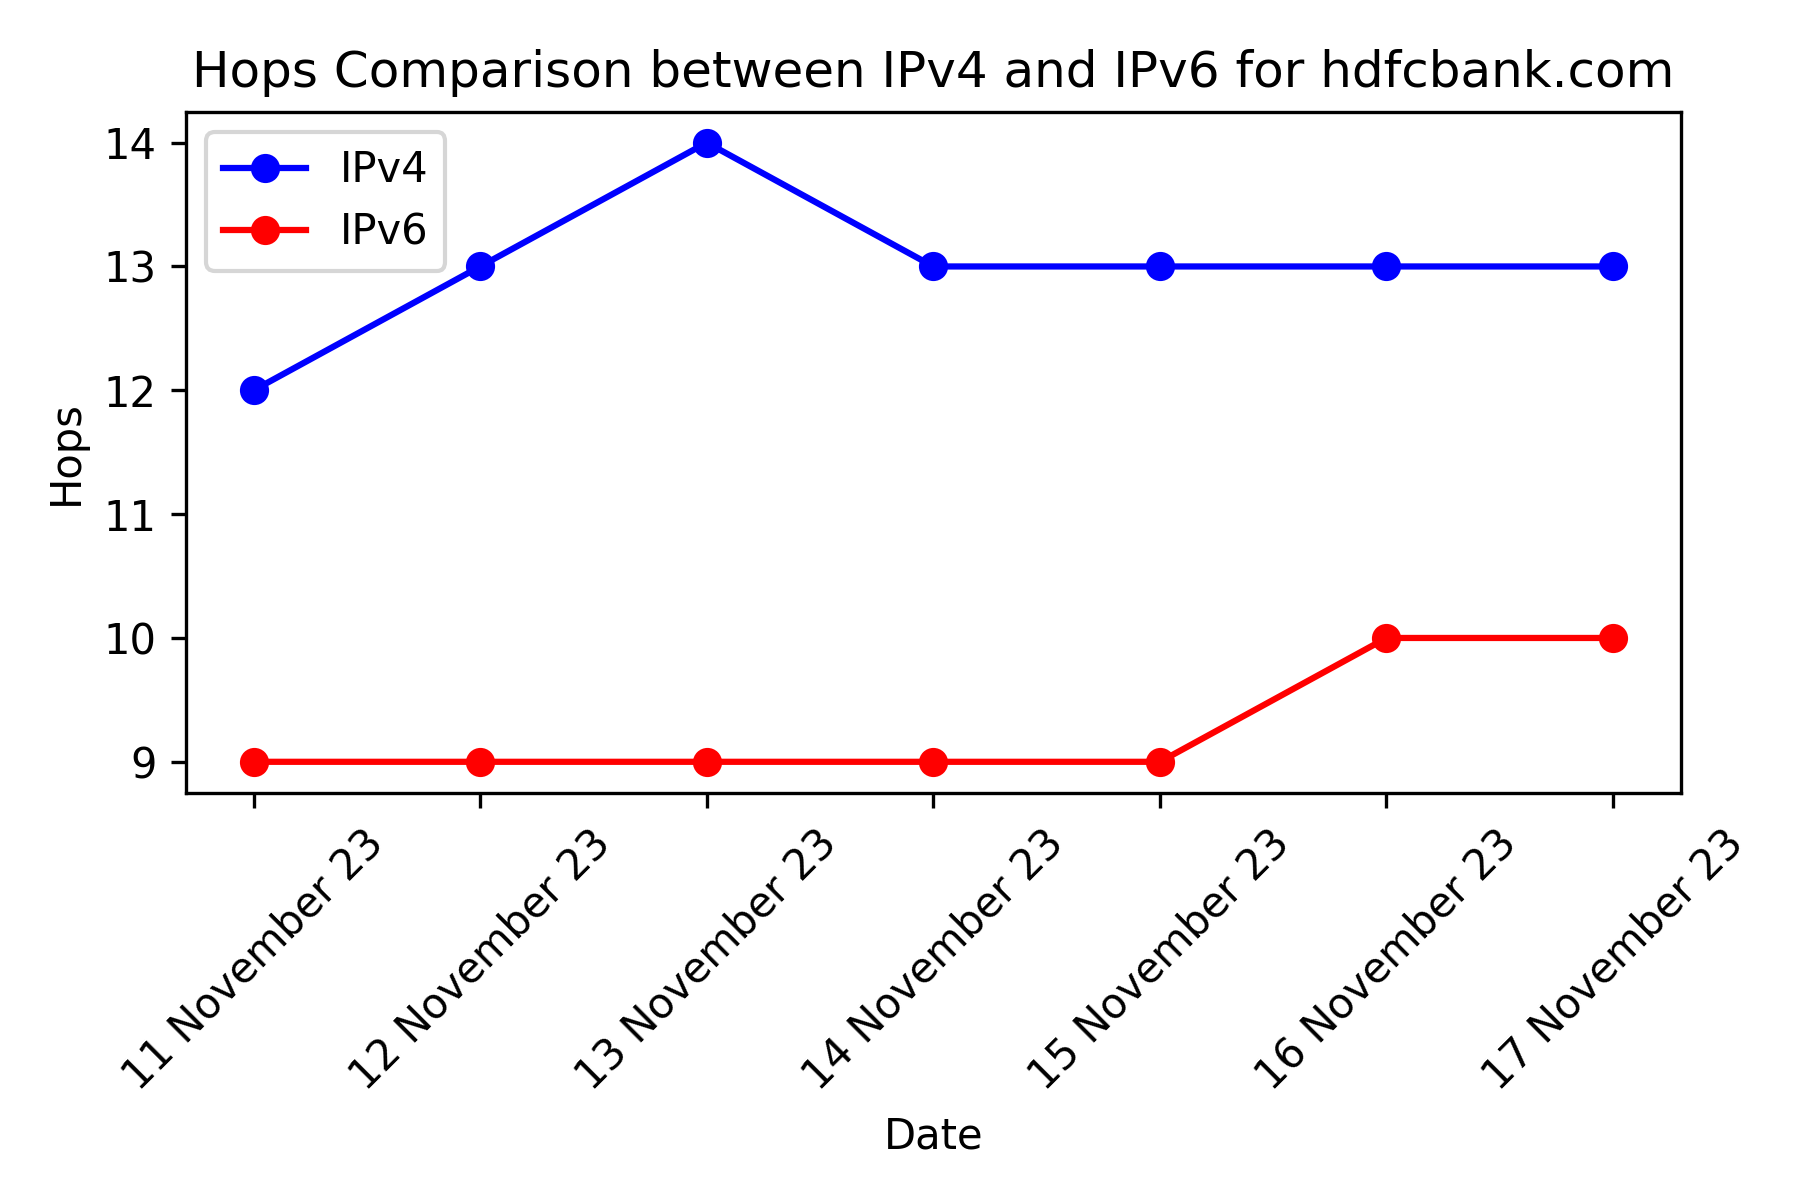 Hops Comparison between IPv4 and IPv6 for hdfcbank.com
IPv4
IPv6
14
13
12
11
10
9
Hops
11 November 23
12 November 23
13 November 23
14 November 23
15 November 23
16 November 23
17 November 23
Date